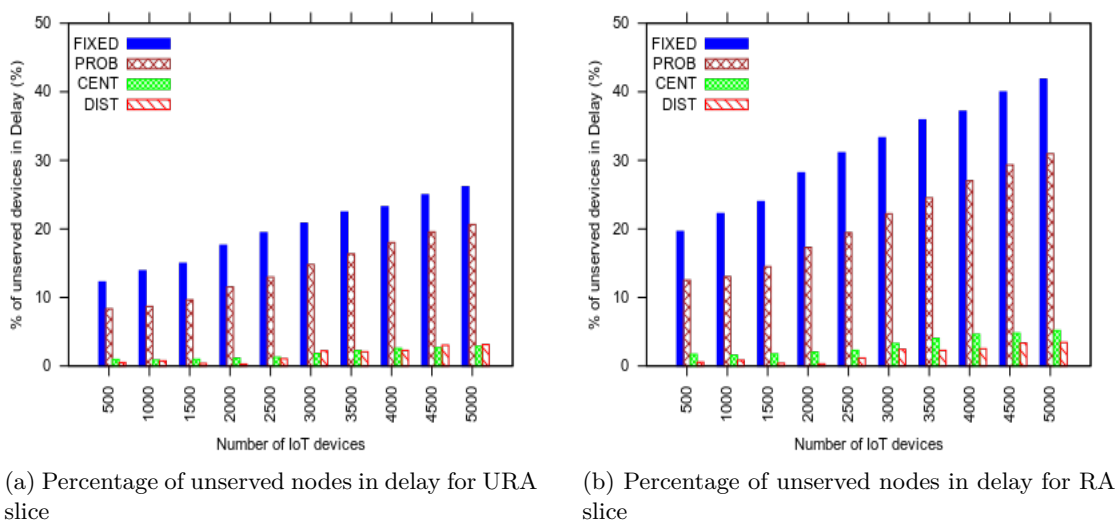 50
40
30
20
10
0
% of unserved devices in Delay (%)
FIXED
PROB
CENT
DIST
500
1000
1500
2000
2500
3000
3500
4000
4500
5000
Number of IoT devices
(a) Percentage of unserved nodes in delay for URA
slice
50
40
30
20
10
0
% of unserved devices in Delay (%)
FIXED
PROB
CENT
DIST
500
1000
1500
2000
2500
3000
3500
4000
4500
5000
Number of IoT devices
(b) Percentage of unserved nodes in delay for RA
slice